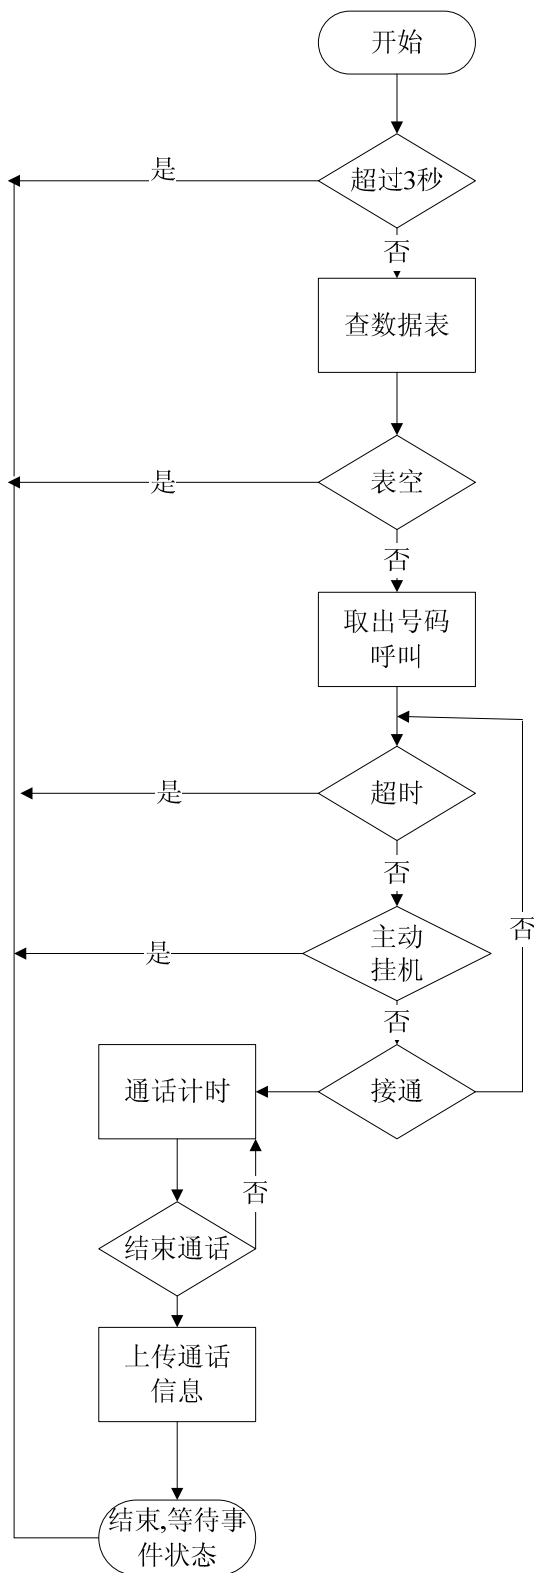 开始
是
超过3秒
否
查数据表
是
表空
否
取出号码
呼叫
是
超时
否
主动
挂机
是
否
否
通话计时
接通
否
结束通话
上传通话
信息
结束,等待事
件状态